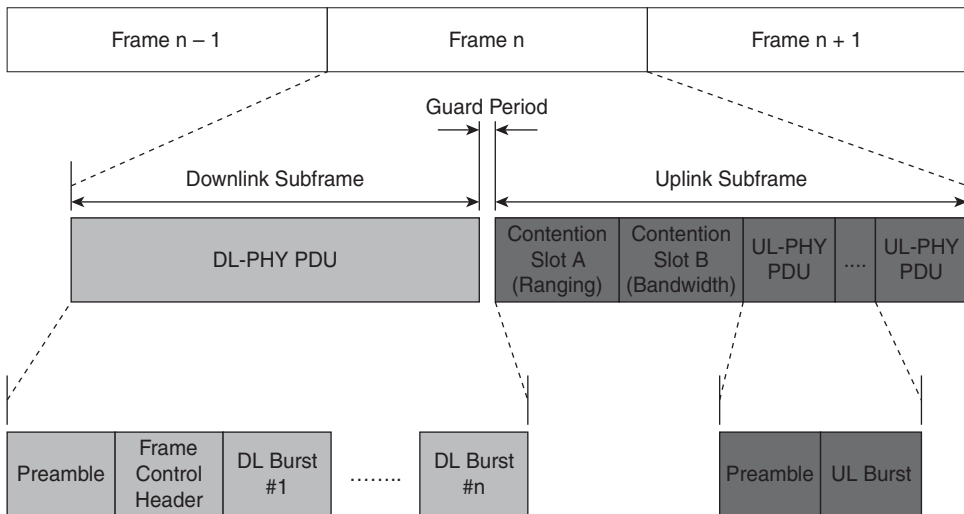 Frame n – 1
Frame n
Frame n + 1
Guard Period
Downlink Subframe
Uplink Subframe
DL-PHY PDU
Contention
Slot A
(Ranging)
Contention
Slot B
(Bandwidth)
UL-PHY
PDU
....
UL-PHY
PDU
Preamble
Frame
Control
Header
DL Burst
#1
........
DL Burst
#n
Preamble
UL Burst